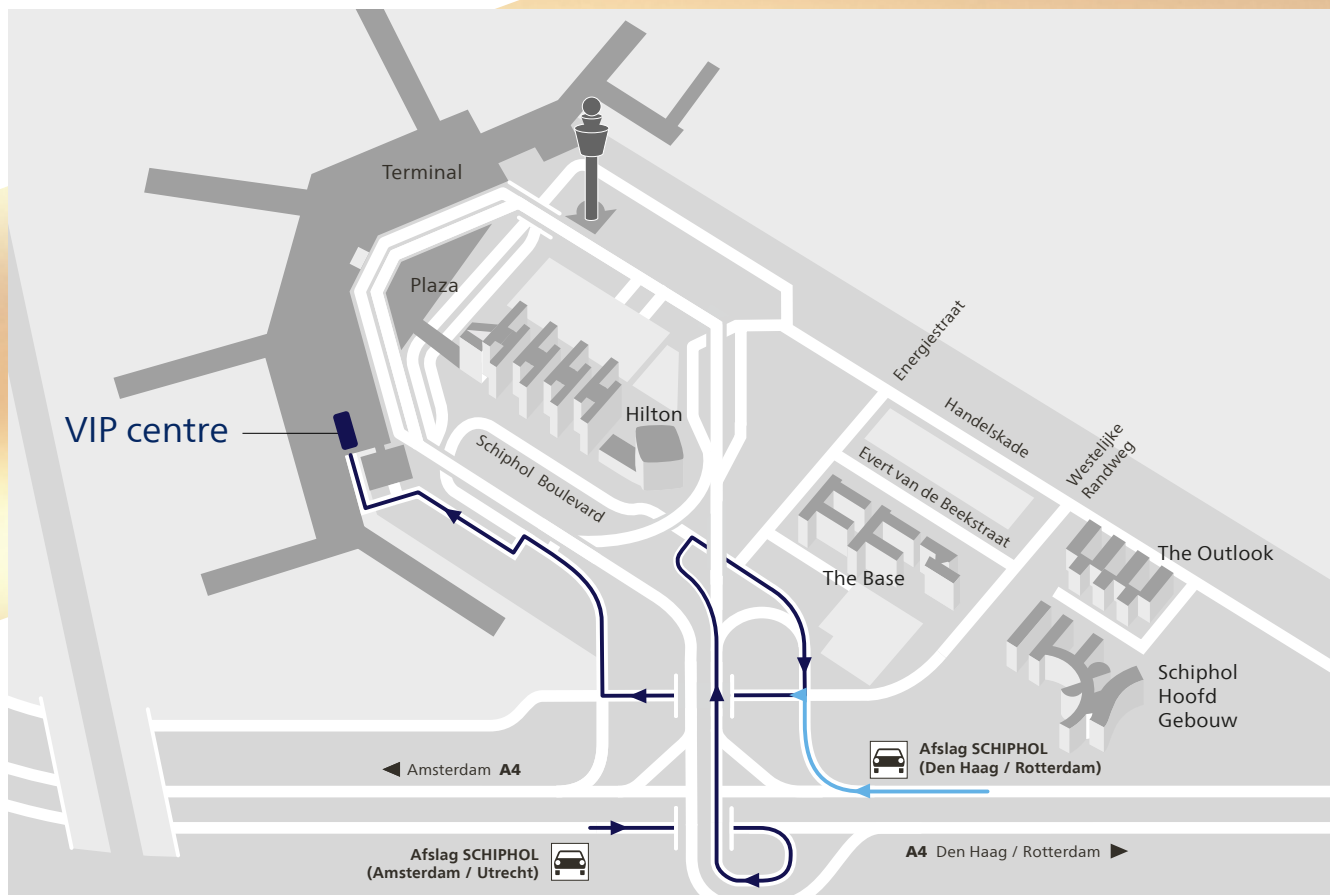 Terminal
Plaza
Energiestraat
Handelskade
Westelijke
Randweg
VIP centre
Hilton
Schiphol Boulevard
Evert van de Beekstraat
The Outlook
The Base
Schiphol
Hoofd
Gebouw
Afslag SCHIPHOL
(Den Haag / Rotterdam)
Amsterdam A4
Afslag SCHIPHOL
(Amsterdam / Utrecht)
A4 Den Haag / Rotterdam